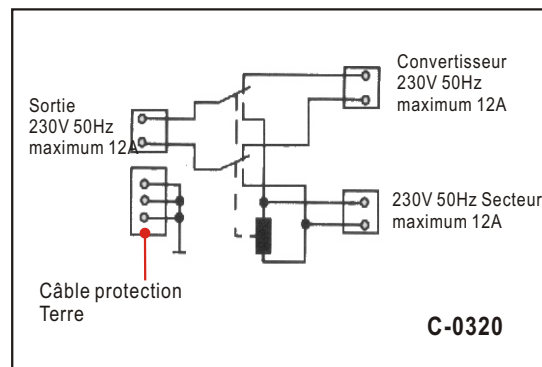 Convertisseur
230V 50Hz
maximum 12A
Sortie
230V 50Hz
maximum 12A
230V 50Hz Secteur
maximum 12A
Câble protection
Terre
C-0320